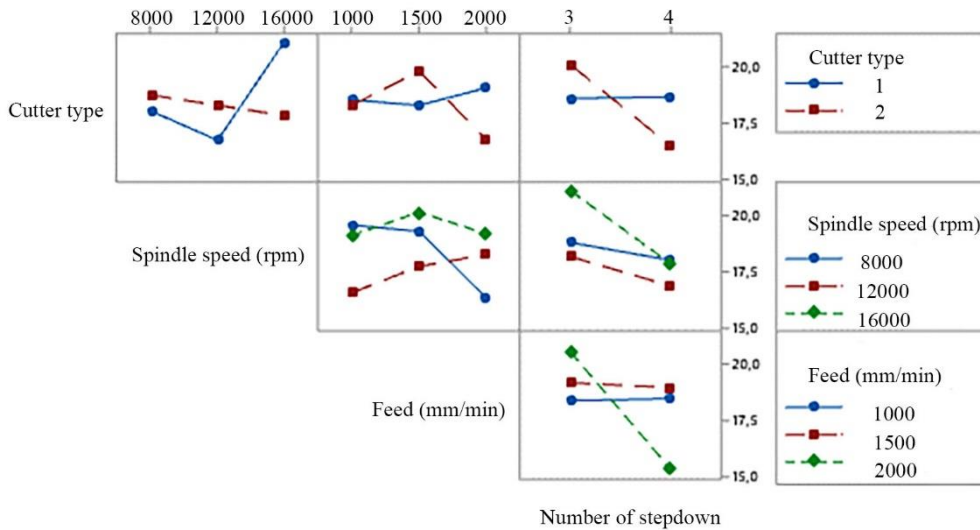 8000 12000 16000 1000 1500 2000 3 4
Cutter type
20,0
17,5
15,0
Cutter type
1
2
Spindle speed (rpm)
20,0
17,5
15,0
Spindle speed (rpm)
8000
12000
16000
Feed (mm/min)
20,0
17,5
15,0
Feed (mm/min)
1000
1500
2000
Number of stepdown